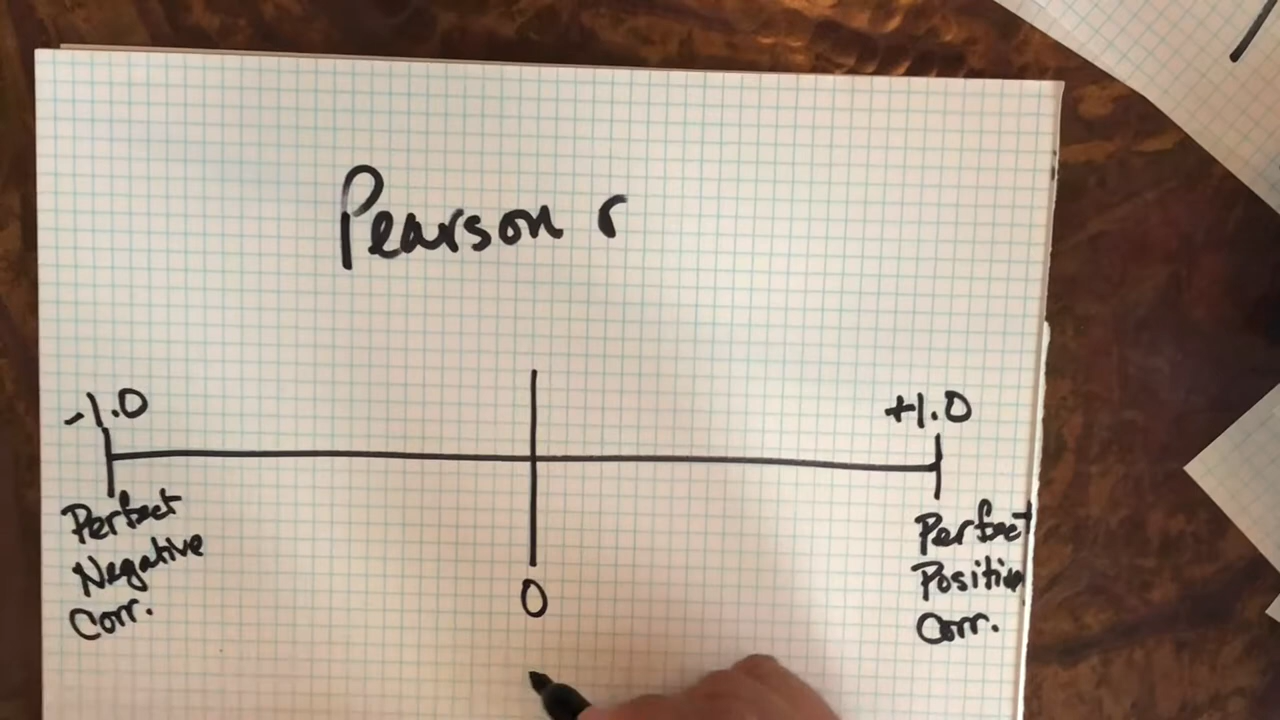 Pearson r
-1.0
+1.0
Perfect
Negative
Corr.
0
Perfect
Positive
Corr.